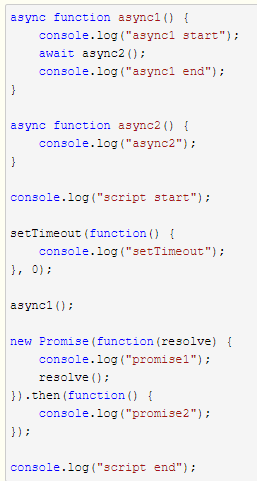 async function async1() {
    console.log("async1 start");
    await async2();
    console.log("async1 end");
}

async function async2() {
    console.log("async2");
}

console.log("script start");

setTimeout(function() {
    console.log("setTimeout");
}, 0);

async1();

new Promise(function(resolve) {
    console.log("promise1");
    resolve();
}).then(function() {
    console.log("promise2");
});

console.log("script end");